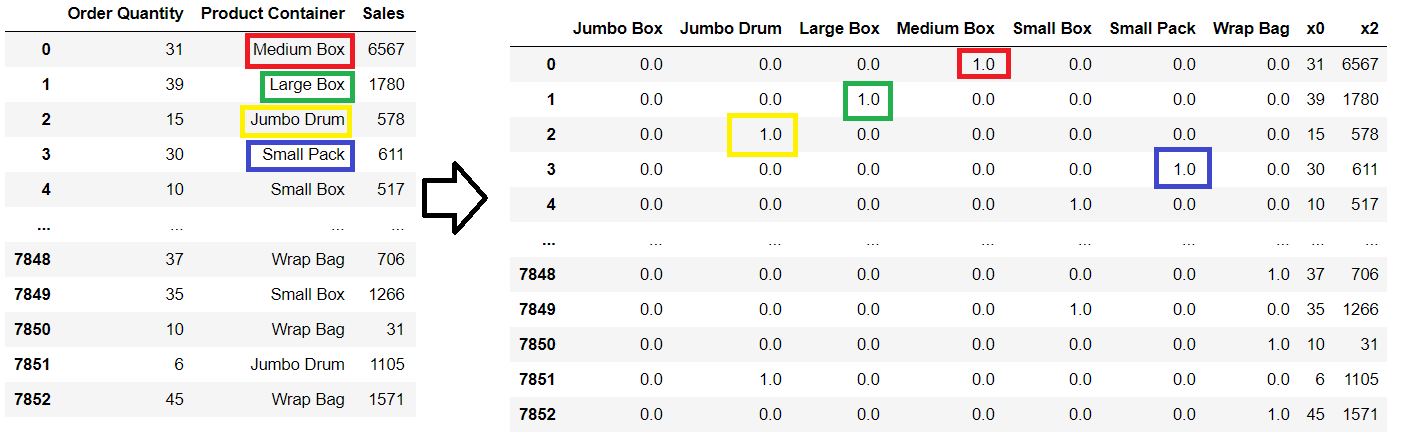 Order Quantity Product Container Sales
0 31 Medium Box 6567
1 39 Large Box 1780
2 15 Jumbo Drum 578
3 30 Small Pack 611
4 10 Small Box 517
... ... ... ...
7848 37 Wrap Bag 706
7849 35 Small Box 1266
7850 10 Wrap Bag 31
7851 6 Jumbo Drum 1105
7852 45 Wrap Bag 1571
Jumbo Box Jumbo Drum Large Box Medium Box Small Box Small Pack Wrap Bag x0 x2
0 0.0 0.0 0.0 1.0 0.0 0.0 0.0 31 6567
1 0.0 0.0 1.0 0.0 0.0 0.0 0.0 39 1780
2 0.0 1.0 0.0 0.0 0.0 0.0 0.0 15 578
3 0.0 0.0 0.0 0.0 0.0 1.0 0.0 30 611
4 0.0 0.0 0.0 0.0 1.0 0.0 0.0 10 517
... ... ... ... ... ... ... ... ... ...
7848 0.0 0.0 0.0 0.0 0.0 0.0 1.0 37 706
7849 0.0 0.0 0.0 0.0 1.0 0.0 0.0 35 1266
7850 0.0 0.0 0.0 0.0 0.0 0.0 1.0 10 31
7851 0.0 1.0 0.0 0.0 0.0 0.0 0.0 6 1105
7852 0.0 0.0 0.0 0.0 0.0 0.0 1.0 45 1571